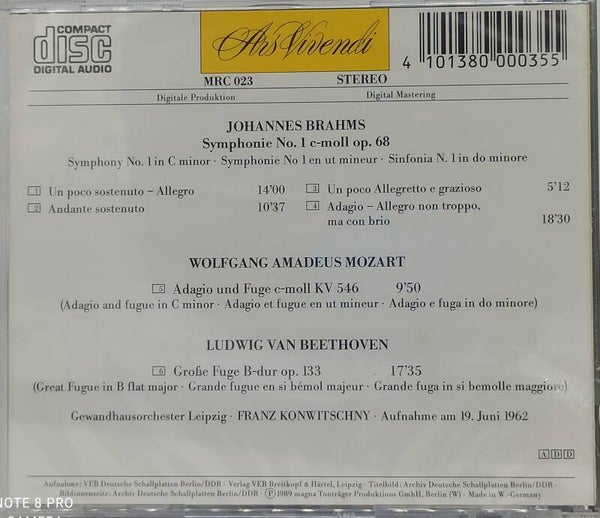 COMPACT
disc
DIGITAL AUDIO
Ars Vivendi
4 101380 000355
MRC 023 STEREO
Digitale Produktion Digital Mastering
JOHANNES BRAHMS
Symphonie No. 1 c-moll op. 68
Symphony No. 1 in C minor · Symphonie No 1 en ut mineur · Sinfonia N. 1 in do minore
1 Un poco sostenuto – Allegro 14'00
2 Andante sostenuto 10'37
3 Un poco Allegretto e grazioso 5'12
4 Adagio – Allegro non troppo,
ma con brio 18'30
WOLFGANG AMADEUS MOZART
5 Adagio und Fuge c-moll KV 546 9'50
(Adagio and fugue in C minor · Adagio et fugue en ut mineur · Adagio e fuga in do minore)
LUDWIG VAN BEETHOVEN
6 Große Fuge B-dur op. 133 17'35
(Great Fugue in B flat major · Grande fugue en si bémol majeur · Grande fuga in si bemolle maggiore)
Gewandhausorchester Leipzig · FRANZ KONWITSCHNY · Aufnahme am 19. Juni 1962
A D D
Aufnahme: VEB Deutsche Schallplatten Berlin/DDR · Verlag VEB Breitkopf & Härtel, Leipzig · Titelbild: Archiv Deutsche Schallplatten Berlin/DDR ·
Bildinnenseite: Archiv Deutsche Schallplatten Berlin/DDR · Ⓟ 1989 magna Tonträger Produktions GmbH, Berlin (W) · Made in W.-Germany
NOTE 8 PRO
CAMERA